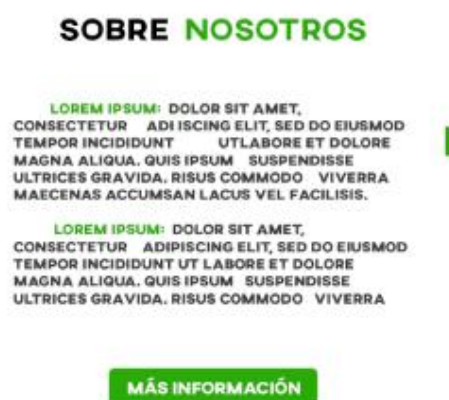 SOBRE NOSOTROS
LOREM IPSUM: DOLOR SIT AMET,
CONSECTETUR ADI ISCING ELIT, SED DO EIUSMOD
TEMPOR INCIDIDUNT UTLABORE ET DOLORE
MAGNA ALIQUA. QUIS IPSUM SUSPENDISSE
ULTRICES GRAVIDA. RISUS COMMODO VIVERRA
MAECENAS ACCUMSAN LACUS VEL FACILISIS.
LOREM IPSUM: DOLOR SIT AMET,
CONSECTETUR ADIPISCING ELIT, SED DO EIUSMOD
TEMPOR INCIDIDUNT UT LABORE ET DOLORE
MAGNA ALIQUA. QUIS IPSUM SUSPENDISSE
ULTRICES GRAVIDA. RISUS COMMODO VIVERRA
MÁS INFORMACIÓN